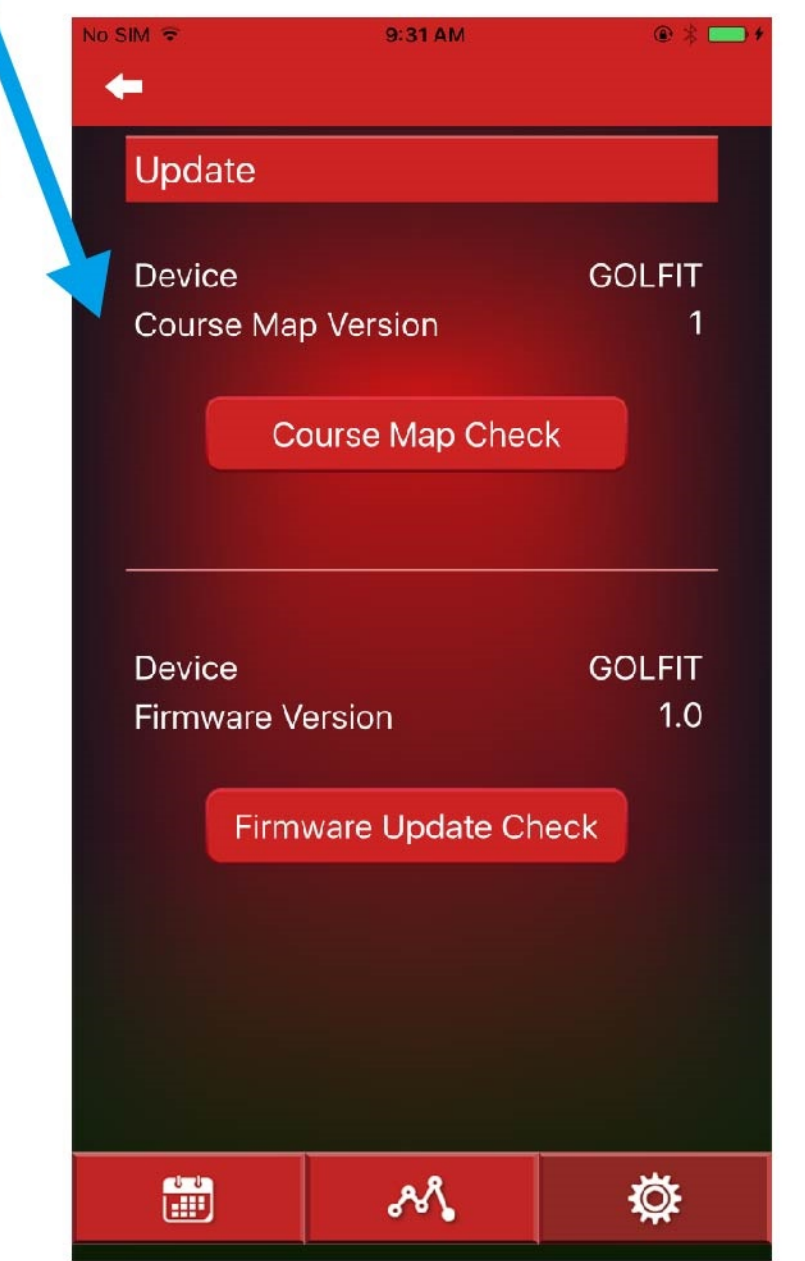 No SIM 9:31 AM
Update
Device GOLFIT
Course Map Version 1
Course Map Check
Device GOLFIT
Firmware Version 1.0
Firmware Update Check